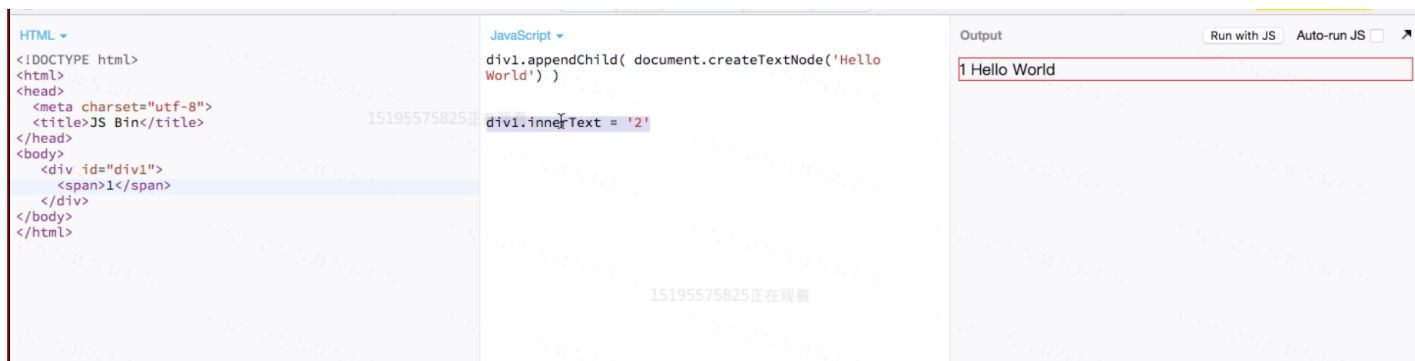 HTML
<!DOCTYPE html>
<html>
<head>
<meta charset="utf-8">
<title>JS Bin</title>
</head>
<body>
<div id="div1">
<span>1</span>
</div>
</body>
</html>
JavaScript
div1.appendChild( document.createTextNode('Hello
World') )
div1.innerText = '2'
Output
Run with JS
Auto-run JS
1 Hello World
15195575825正在观看
15195575825正